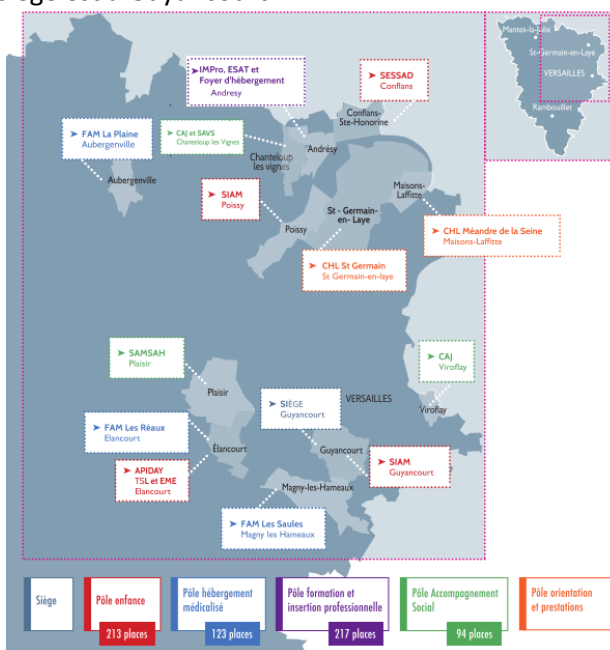 Mantes-la-Jolie
St-Germain-en-Laye
VERSAILLES
Rambouillet
➤ IMPro, ESAT et
Foyer d'hébergement
Andresy
➤ SESSAD
Conflans
Conflans-
Ste-Honorine
➤ FAM La Plaine
Aubergenville
➤ CAJ et SAVS
Chanteloup les Vignes
Andrésy
Chanteloup
les vignes
Aubergenville
➤ SIAM
Poissy
Maisons-
Laffitte
St - Germain-
en- Laye
Poissy
➤ CHL Méandre de la Seine
Maisons-Laffitte
➤ CHL St Germain
St Germain-en-laye
➤ SAMSAH
Plaisir
➤ CAJ
Viroflay
Plaisir
➤ SIÈGE
Guyancourt
VERSAILLES
Viroflay
➤ FAM Les Réaux
Elancourt
Élancourt
Guyancourt
➤ APIDAY
TSL et EME
Elancourt
➤ SIAM
Guyancourt
Magny-les-Hameaux
➤ FAM Les Saules
Magny les Hameaux
Siège
Pôle enfance
213 places
Pôle hébergement
médicalisé
123 places
Pôle formation et
insertion professionnelle
217 places
Pôle Accompagnement
Social
94 places
Pôle orientation
et prestations